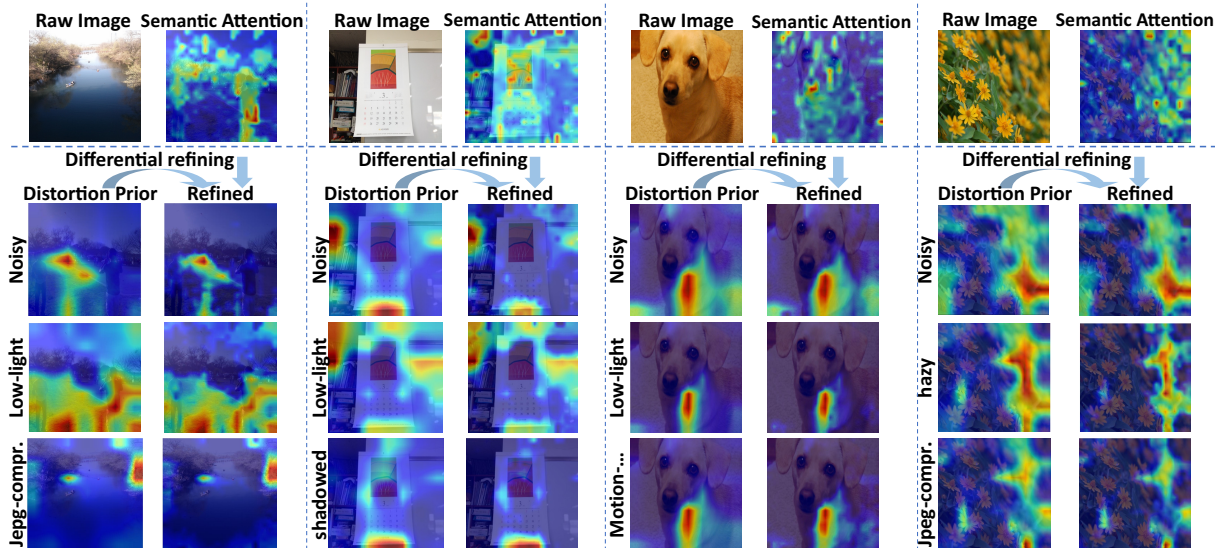 Raw Image Semantic Attention
Raw Image Semantic Attention
Raw Image Semantic Attention
Raw Image Semantic Attention
Differential refining
Distortion Prior Refined
Noisy
Low-light
Jepg-compr.
Differential refining
Distortion Prior Refined
Noisy
Low-light
shadowed
Differential refining
Distortion Prior Refined
Noisy
Low-light
Motion-...
Differential refining
Distortion Prior Refined
Noisy
hazy
Jpeg-compr.